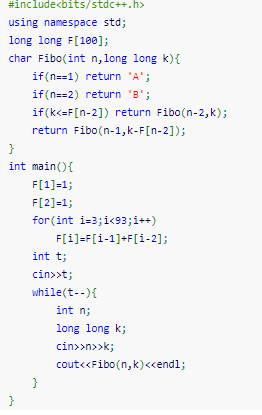 #include<bits/stdc++.h>
using namespace std;
long long F[100];
char Fibo(int n,long long k){
    if(n==1) return 'A';
    if(n==2) return 'B';
    if(k<=F[n-2]) return Fibo(n-2,k);
    return Fibo(n-1,k-F[n-2]);
}
int main(){
    F[1]=1;
    F[2]=1;
    for(int i=3;i<93;i++)
        F[i]=F[i-1]+F[i-2];
    int t;
    cin>>t;
    while(t--){
        int n;
        long long k;
        cin>>n>>k;
        cout<<Fibo(n,k)<<endl;
    }
}